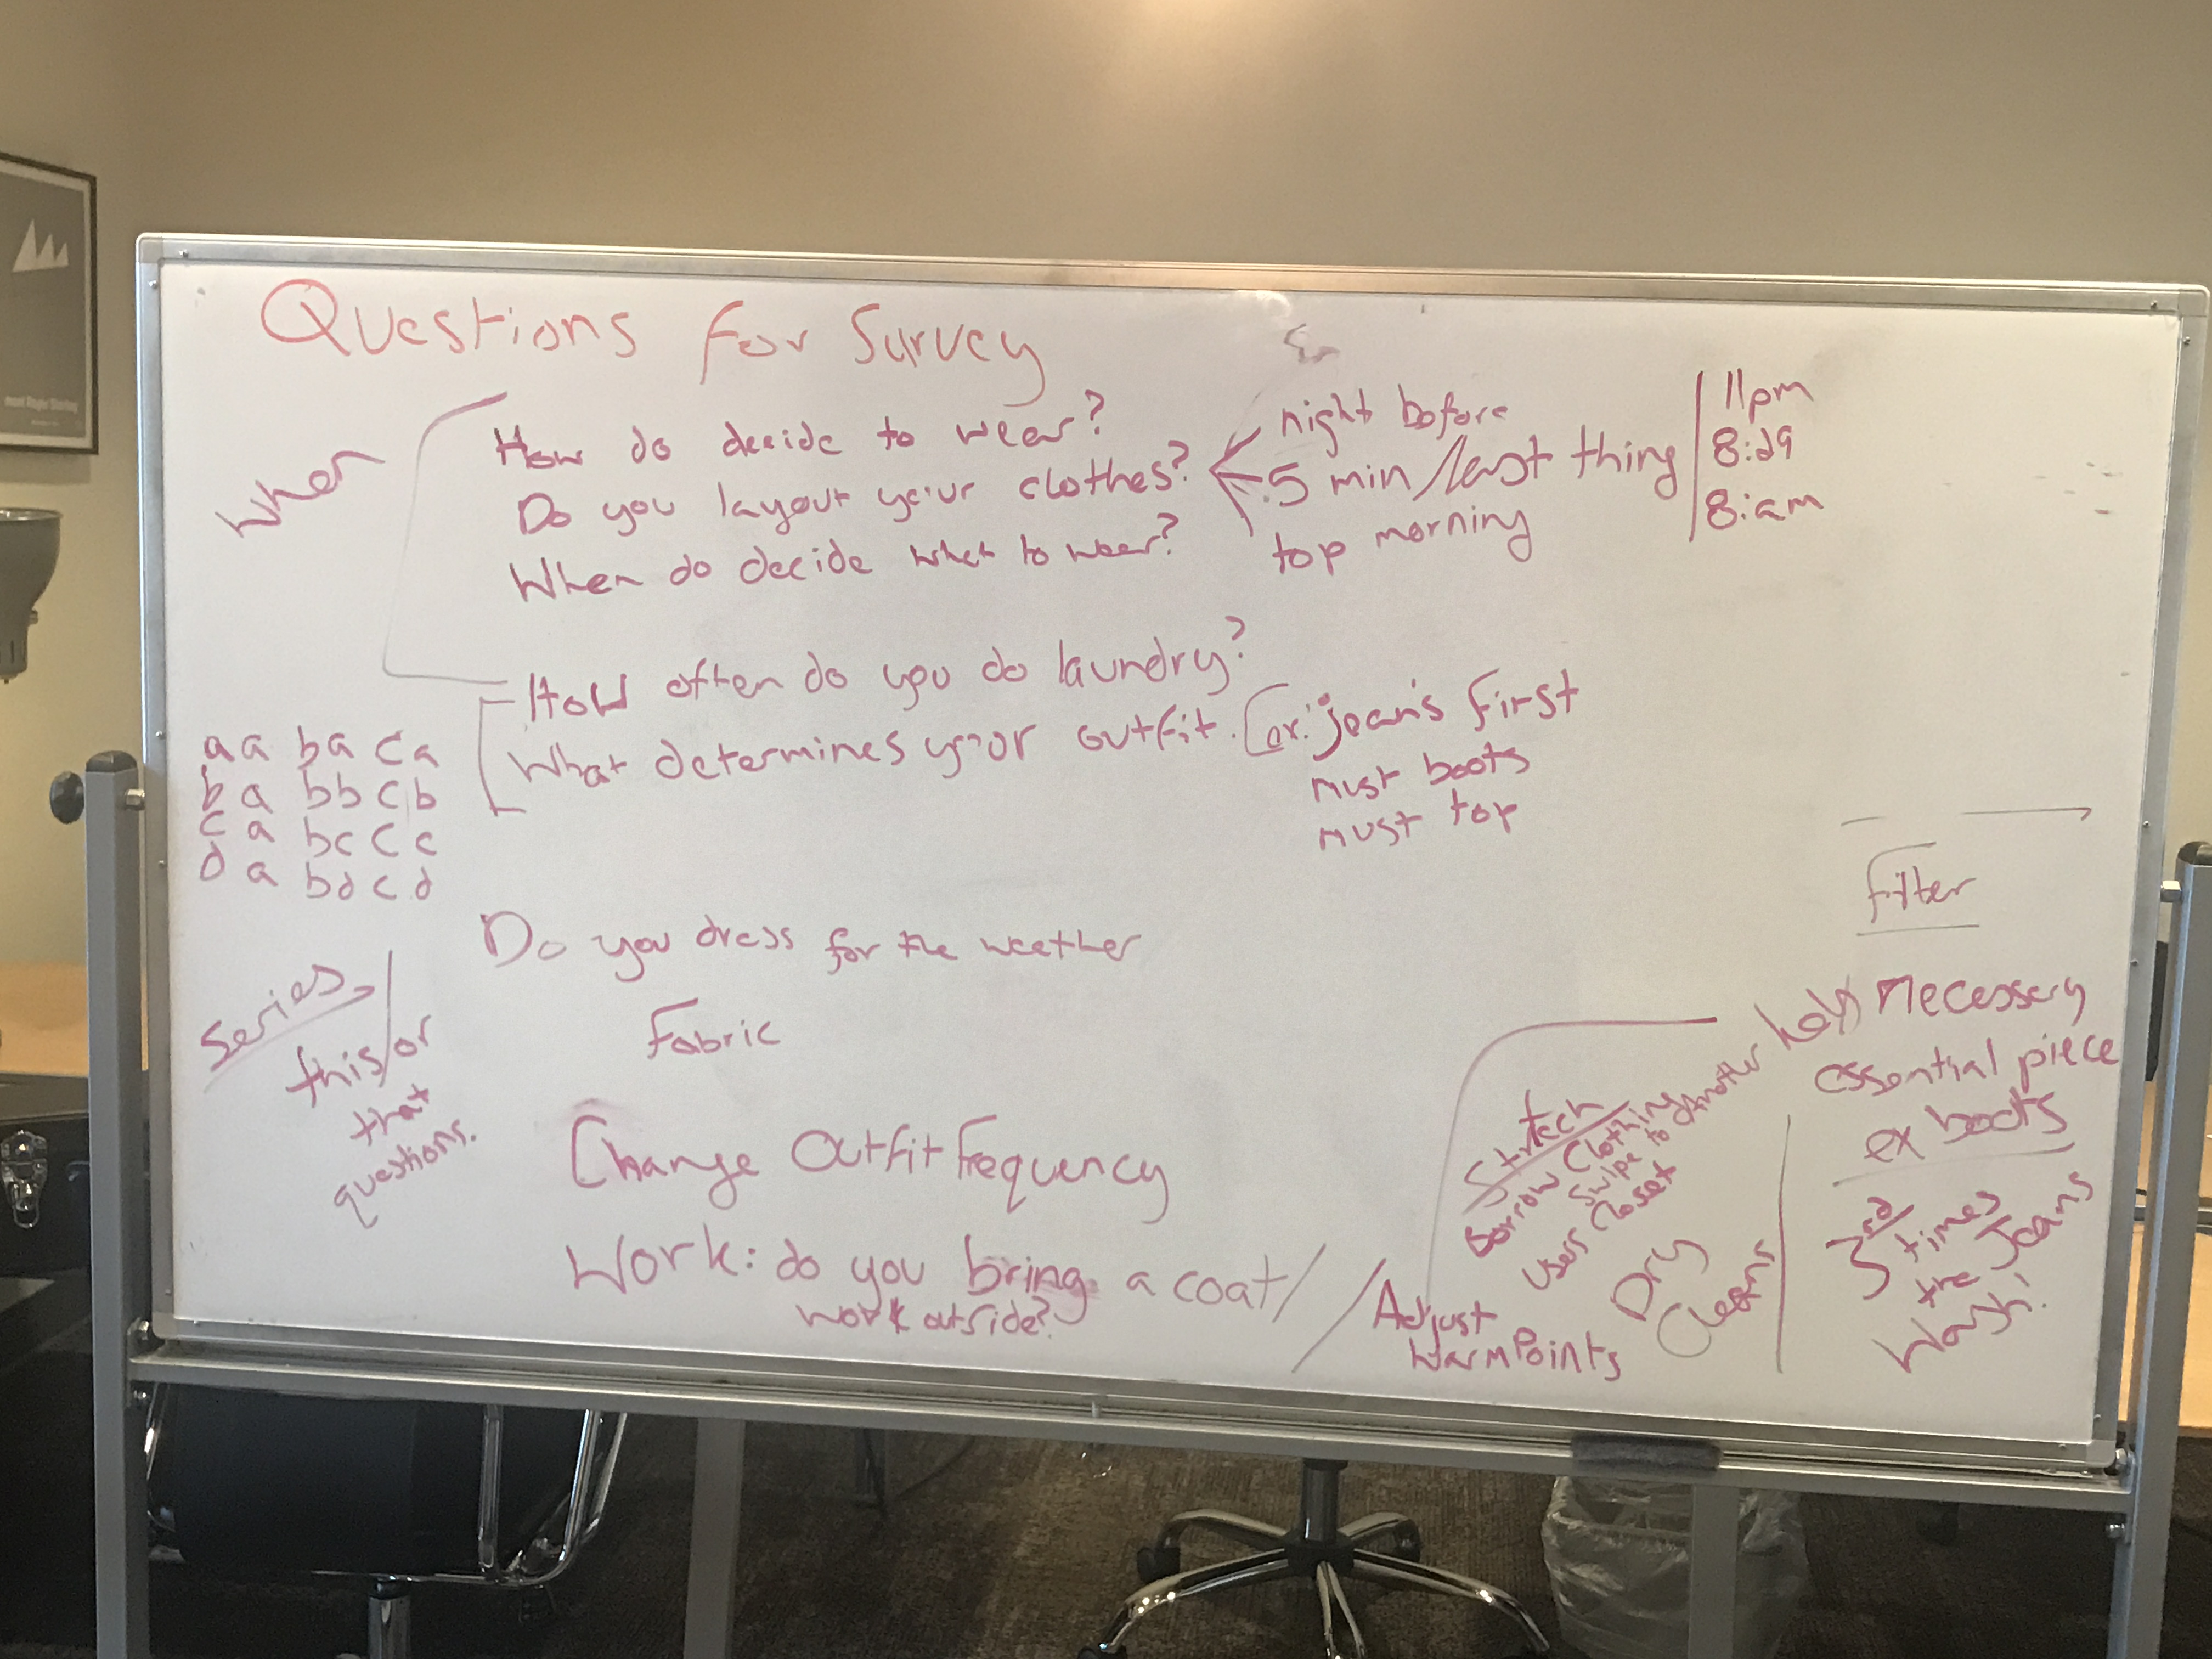 Questions for Survey
When
How do decide to wear?
Do you layout your clothes?
When do decide when to wear?
night before
.5 min/last thing
top morning
11pm
8:29
8:am
How often do you do laundry?
What determines your outfit.
ex: jean's first
must boots
must top
aa ba ca
ba bb cb
ca bc cc
da bd cd
Do you dress for the weather
Fabric
Series,
this/or
that
questions.
Change Outfit Frequency
Work: do you bring a coat/
work outside?
Adjust
warm Points
filter
necessary
essential piece
ex boots
3rd
times
the Jeans
Wash!
Borrow Clothing
Swipe to Another
Users Closet
Dry
Cleans